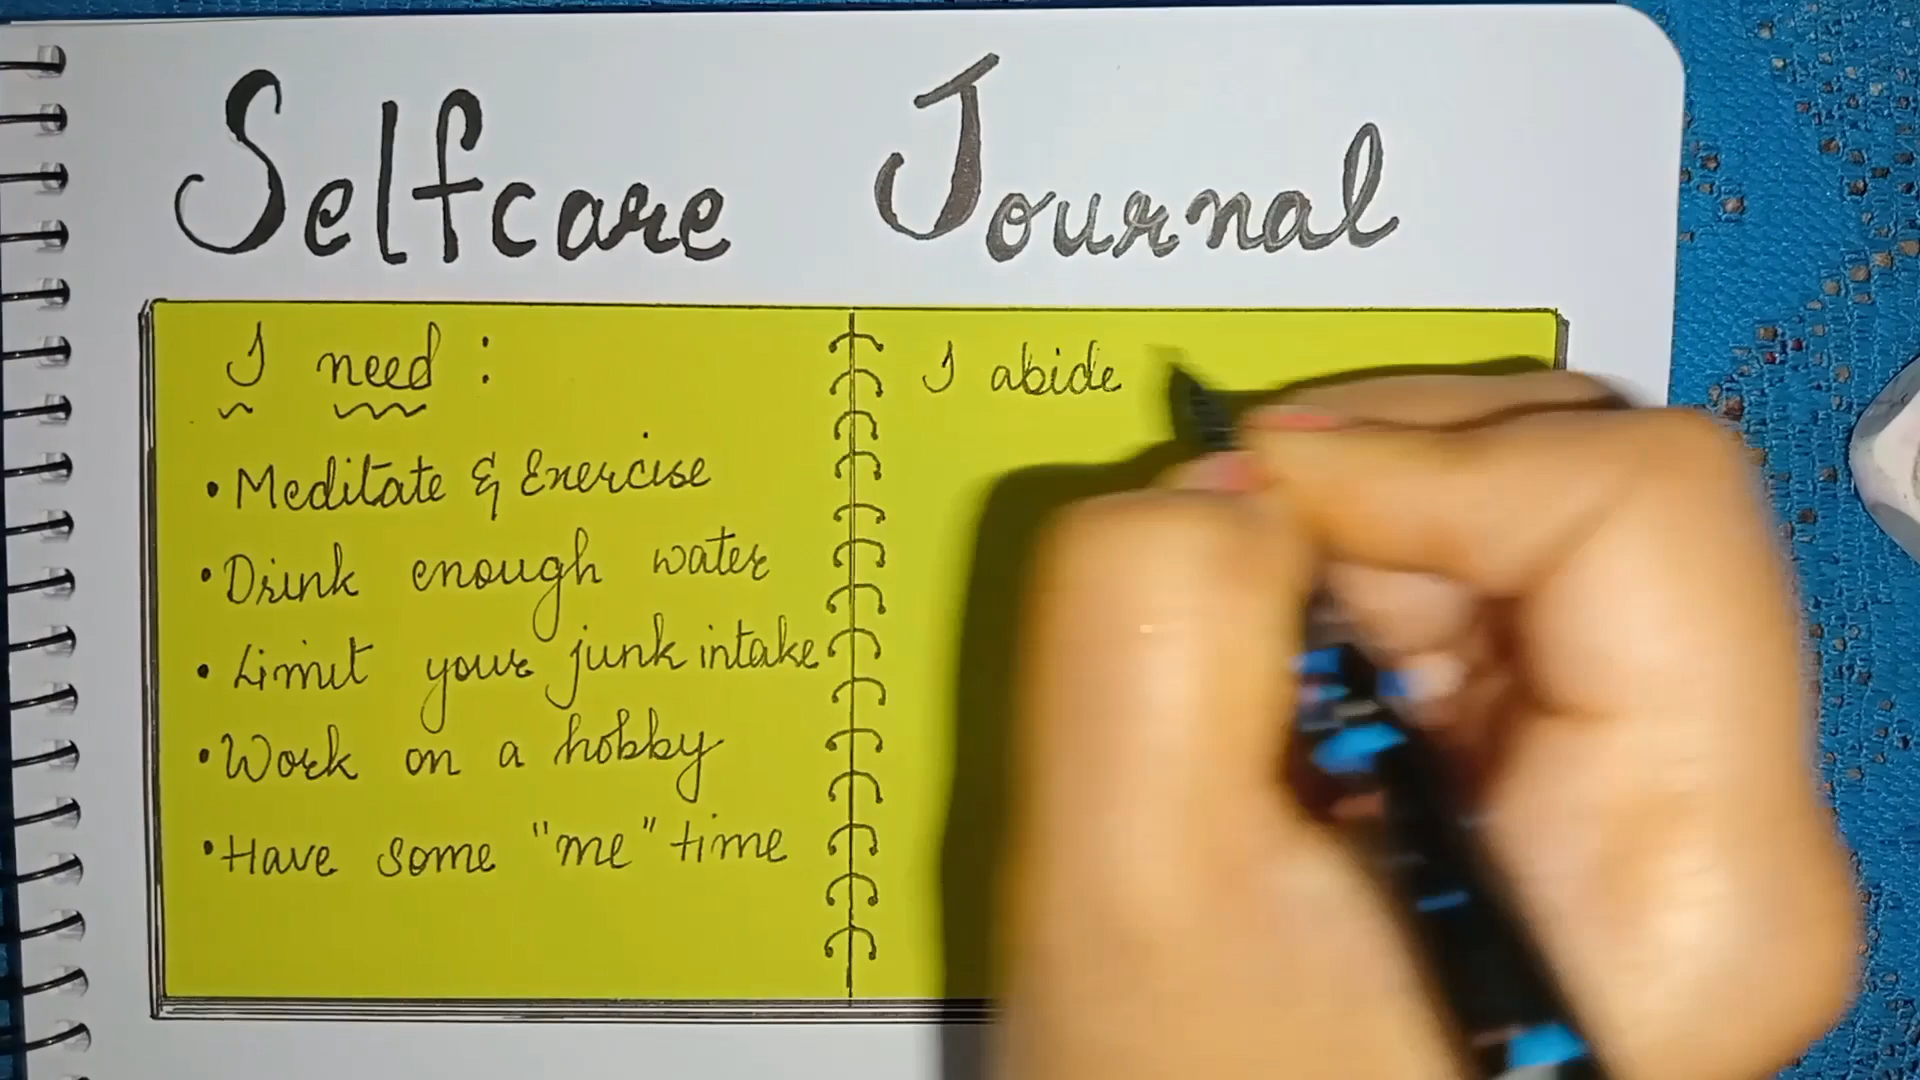 Selfcare Journal
I need :
• Meditate & Exercise
• Drink enough water
• Limit your junk intake
• Work on a hobby
• Have some "me" time
I abide